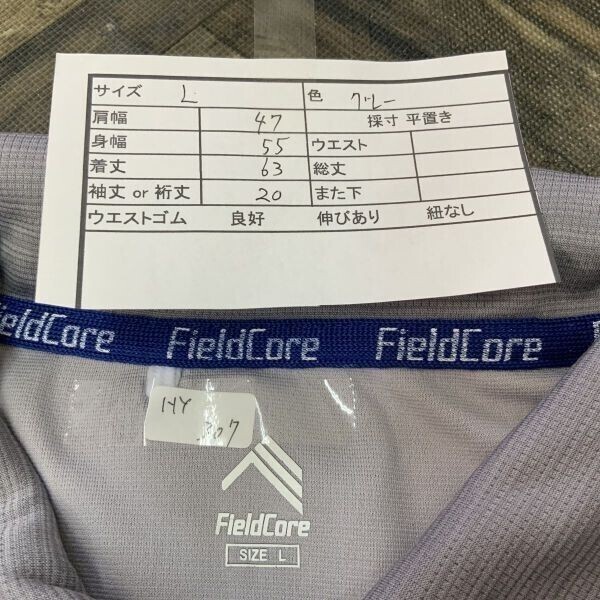 サイズ L 色 グレー
肩幅 47 採寸 平置き
身幅 55 ウエスト
着丈 63 総丈
袖丈 or 裄丈 20 また下
ウエストゴム 良好 伸びあり 紐なし
ieldCore FieldCore FieldCore
307
FieldCore
SIZE L